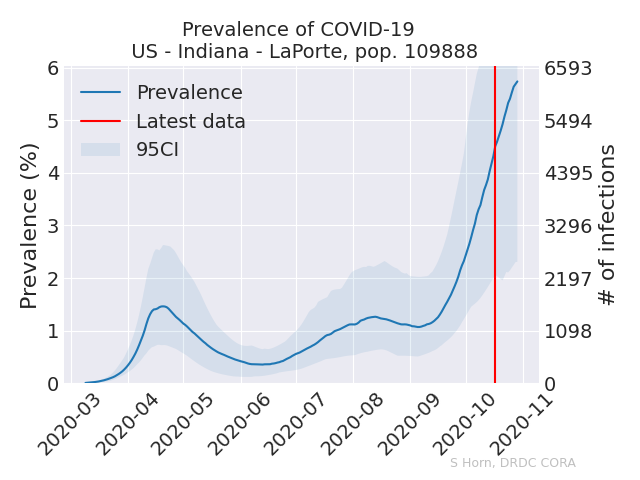 Prevalence of COVID-19
US - Indiana - LaPorte, pop. 109888
Prevalence
Latest data
95CI
Prevalence (%)
6
5
4
3
2
1
0
6593
5494
4395
3296
2197
1098
0
# of infections
2020-03
2020-04
2020-05
2020-06
2020-07
2020-08
2020-09
2020-10
2020-11
S Horn, DRDC CORA